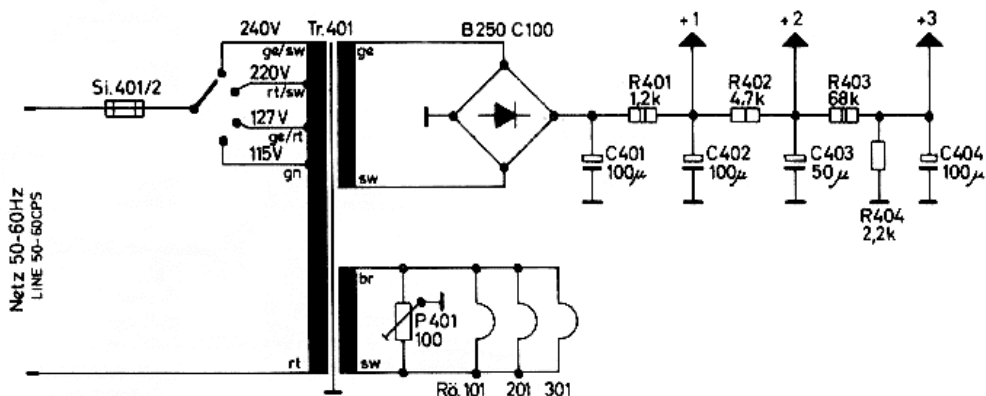 240V
Tr.401
ge/sw
220V
rt/sw
127V
ge/rt
115V
gn
Si.401/2
Netz 50-60Hz
LINE 50-60CPS
rt
ge
sw
B250 C100
+1
+2
+3
R401
1,2k
R402
4,7k
R403
68k
C401
100µ
C402
100µ
C403
50µ
R404
2,2k
C404
100µ
br
P401
100
sw
Rö.101 201 301